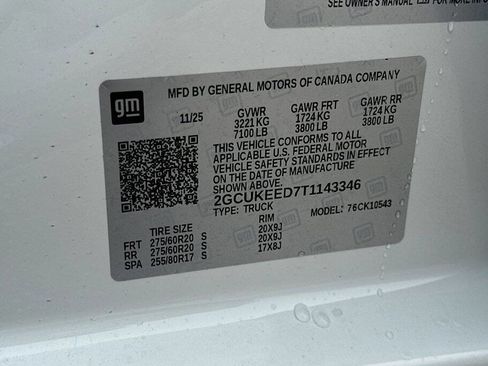 SEE OWNER'S MANUAL FOR MORE INFOR
gm
MFD BY GENERAL MOTORS OF CANADA COMPANY
11/25 GVWR GAWR FRT GAWR RR
3221 KG 1724 KG 1724 KG
7100 LB 3800 LB 3800 LB
THIS VEHICLE CONFORMS TO ALL
APPLICABLE U.S. FEDERAL MOTOR
VEHICLE SAFETY STANDARDS IN EFFECT
ON THE DATE OF MANUFACTURE
2GCUKEED7T1143346
TYPE: TRUCK MODEL: 76CK10543
TIRE SIZE RIM
FRT 275/60R20 S 20X9J
RR 275/60R20 S 20X9J
SPA 255/80R17 S 17X8J